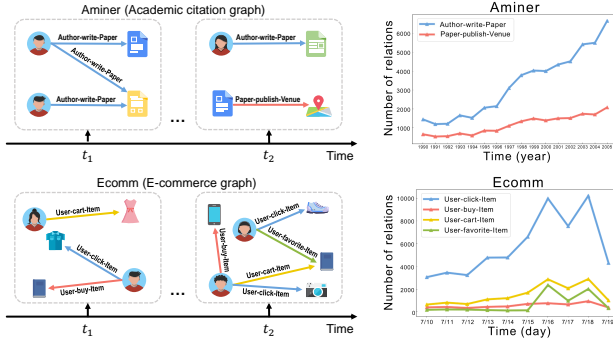 Aminer (Academic citation graph)
Author-write-Paper
Author-write-Paper
Author-write-Paper
Author-write-Paper
Paper-publish-Venue
...
t1
t2
Time
Aminer
Author-write-Paper
Paper-publish-Venue
Number of relations
6000
5000
4000
3000
2000
1000
1990 1991 1992 1993 1994 1995 1996 1997 1998 1999 2000 2001 2002 2003 2004 2005
Time (year)
Ecomm (E-commerce graph)
User-cart-Item
User-click-Item
User-buy-Item
User-buy-Item
User-click-Item
User-favorite-Item
User-cart-Item
User-click-Item
...
t1
t2
Time
Ecomm
User-click-Item
User-buy-Item
User-cart-Item
User-favorite-Item
Number of relations
10000
8000
6000
4000
2000
0
7/10 7/11 7/12 7/13 7/14 7/15 7/16 7/17 7/18 7/19
Time (day)